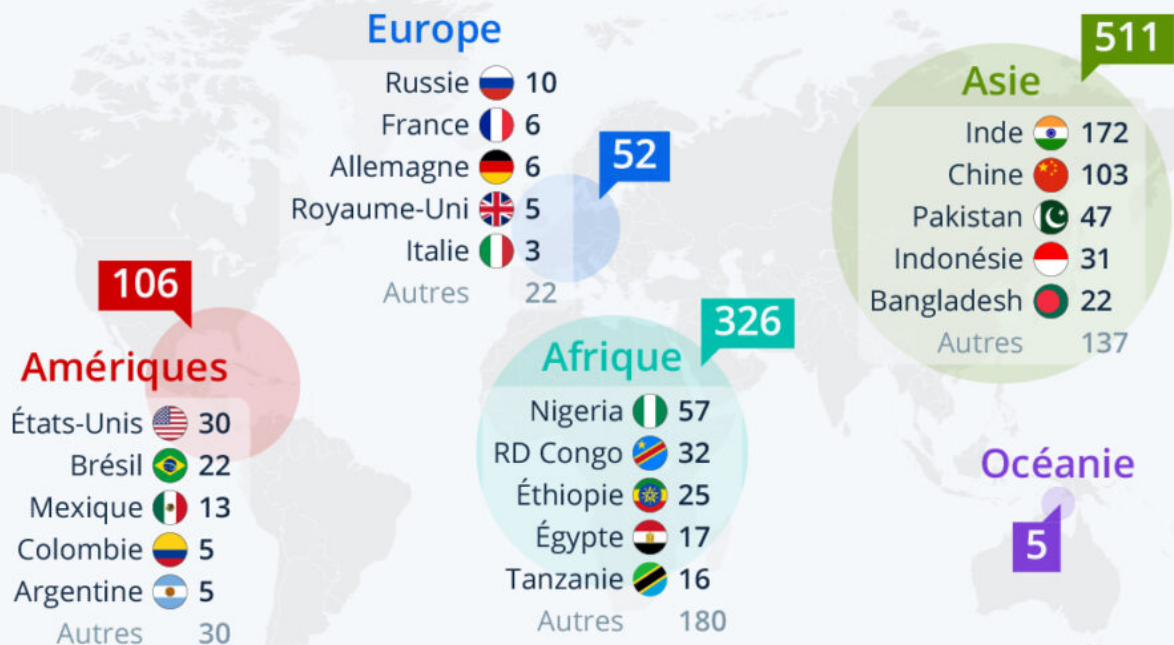 Europe
Russie 10
France 6
Allemagne 6
Royaume-Uni 5
Italie 3
Autres 22
52
511
Asie
Inde 172
Chine 103
Pakistan 47
Indonésie 31
Bangladesh 22
Autres 137
106
Amériques
États-Unis 30
Brésil 22
Mexique 13
Colombie 5
Argentine 5
Autres 30
326
Afrique
Nigeria 57
RD Congo 32
Éthiopie 25
Égypte 17
Tanzanie 16
Autres 180
Océanie
5